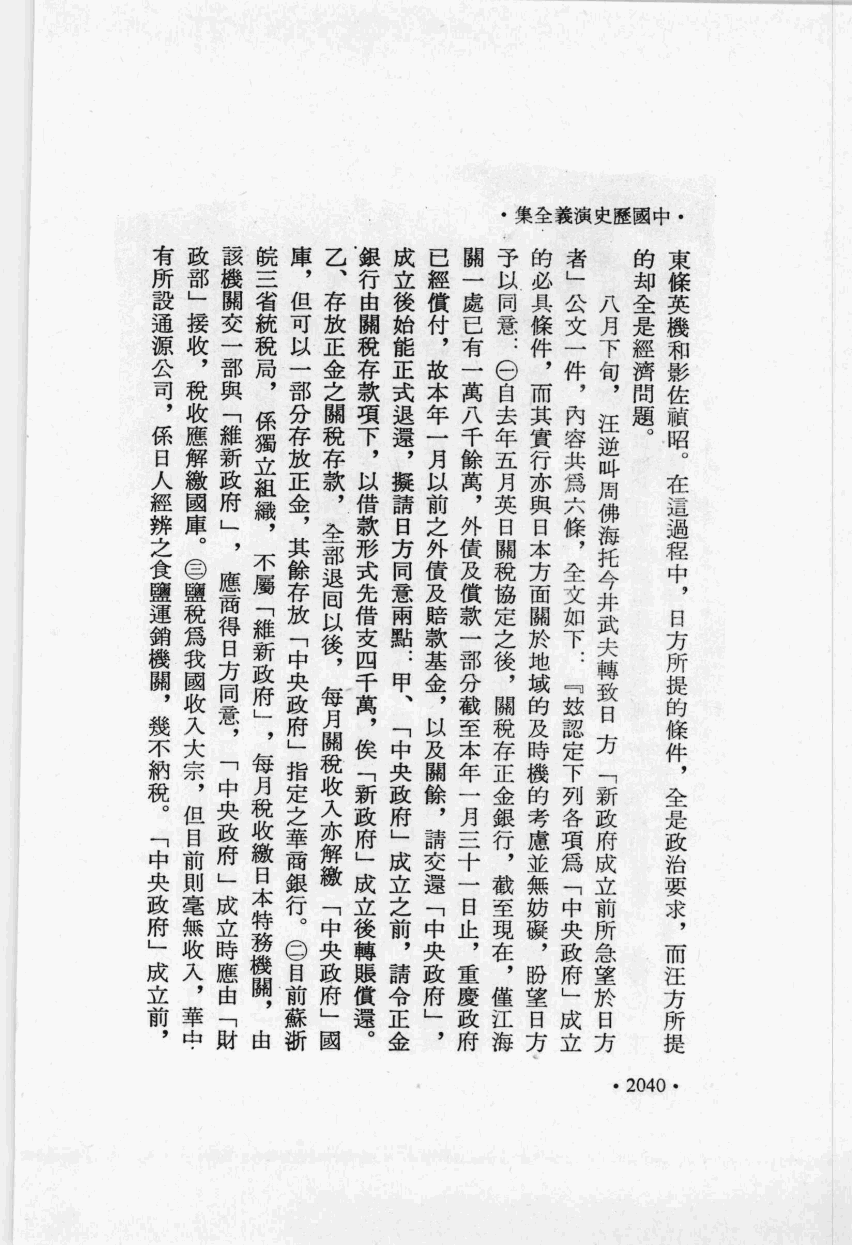 •中國歷史演義全集•
東條英機和影佐禎昭。在這過程中，日方所提的條件，全是政治要求，而汪方所提
的却全是經濟問題。
八月下旬，汪逆叫周佛海托今井武夫轉致日方「新政府成立前所急望於日方
者」公文一件，內容共爲六條，全文如下：『玆認定下列各項爲「中央政府」成立
的必具條件，而其實行亦與日本方面關於地域的及時機的考慮並無妨礙，盼望日方
予以同意：㊀自去年五月英日關稅協定之後，關稅存正金銀行，截至現在，僅江海
關一處已有一萬八千餘萬，外債及償款一部分截至本年一月三十一日止，重慶政府
已經償付，故本年一月以前之外債及賠款基金，以及關餘，請交還「中央政府」，
成立後始能正式退還，擬請日方同意兩點：甲、「中央政府」成立之前，請令正金
銀行由關稅存款項下，以借款形式先借支四千萬，俟「新政府」成立後轉賬償還。
乙、存放正金之關稅存款，全部退囘以後，每月關稅收入亦解繳「中央政府」國
庫，但可以一部分存放正金，其餘存放「中央政府」指定之華商銀行。㊁目前蘇浙
皖三省統稅局，係獨立組織，不屬「維新政府」，每月稅收繳日本特務機關，由
該機關交一部與「維新政府」，應商得日方同意，「中央政府」成立時應由「財
政部」接收，稅收應解繳國庫。㊂鹽稅爲我國收入大宗，但目前則毫無收入，華中
有所設通源公司，係日人經辨之食鹽運銷機關，幾不納稅。「中央政府」成立前，
•2040•